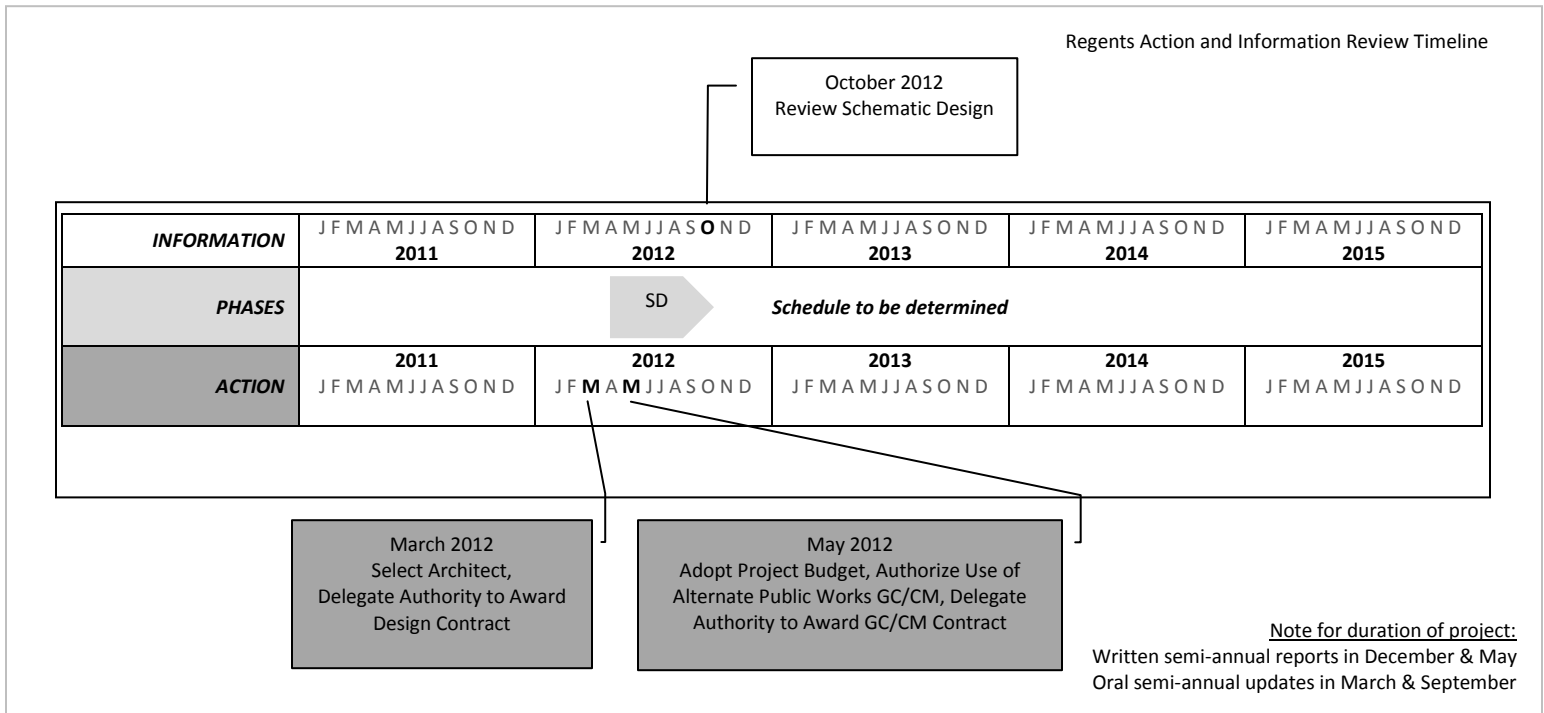 Regents Action and Information Review Timeline
October 2012
Review Schematic Design
INFORMATION
J F M A M J J A S O N D
2011
J F M A M J J A S O N D
2012
J F M A M J J A S O N D
2013
J F M A M J J A S O N D
2014
J F M A M J J A S O N D
2015
PHASES
SD
Schedule to be determined
ACTION
2011
J F M A M J J A S O N D
2012
J F M A M J J A S O N D
2013
J F M A M J J A S O N D
2014
J F M A M J J A S O N D
2015
J F M A M J J A S O N D
March 2012
Select Architect,
Delegate Authority to Award
Design Contract
May 2012
Adopt Project Budget, Authorize Use of
Alternate Public Works GC/CM, Delegate
Authority to Award GC/CM Contract
Note for duration of project:
Written semi-annual reports in December & May
Oral semi-annual updates in March & September